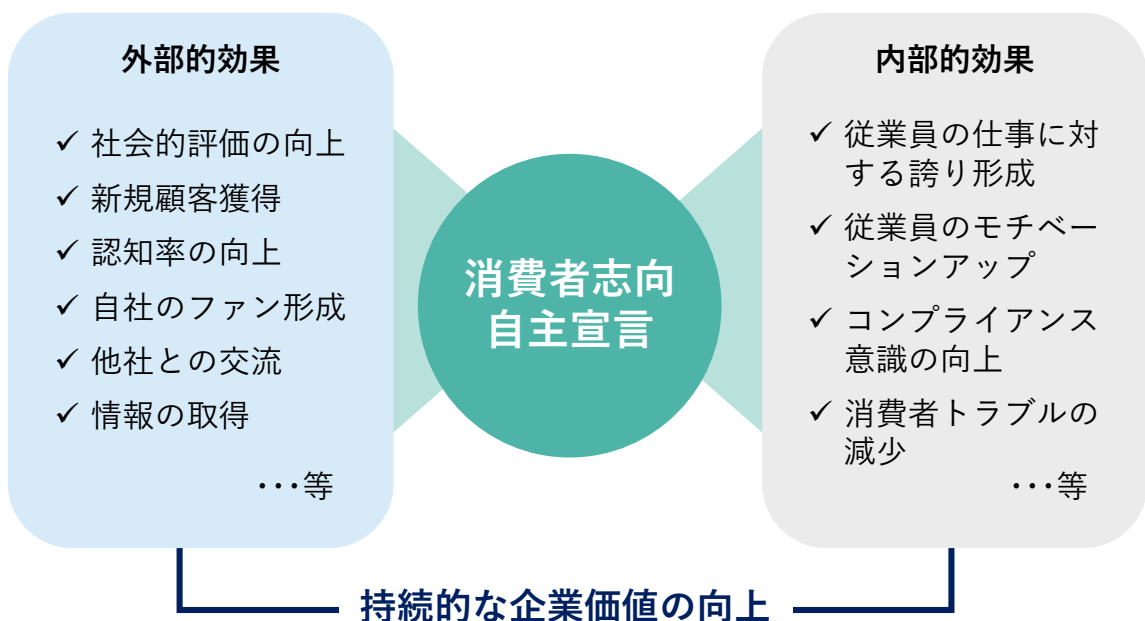 外部的効果
✓ 社会的評価の向上
✓ 新規顧客獲得
✓ 認知率の向上
✓ 自社のファン形成
✓ 他社との交流
✓ 情報の取得
･･･等
消費者志向
自主宣言
内部的効果
✓ 従業員の仕事に対
する誇り形成
✓ 従業員のモチベー
ションアップ
✓ コンプライアンス
意識の向上
✓ 消費者トラブルの
減少
･･･等
持続的な企業価値の向上